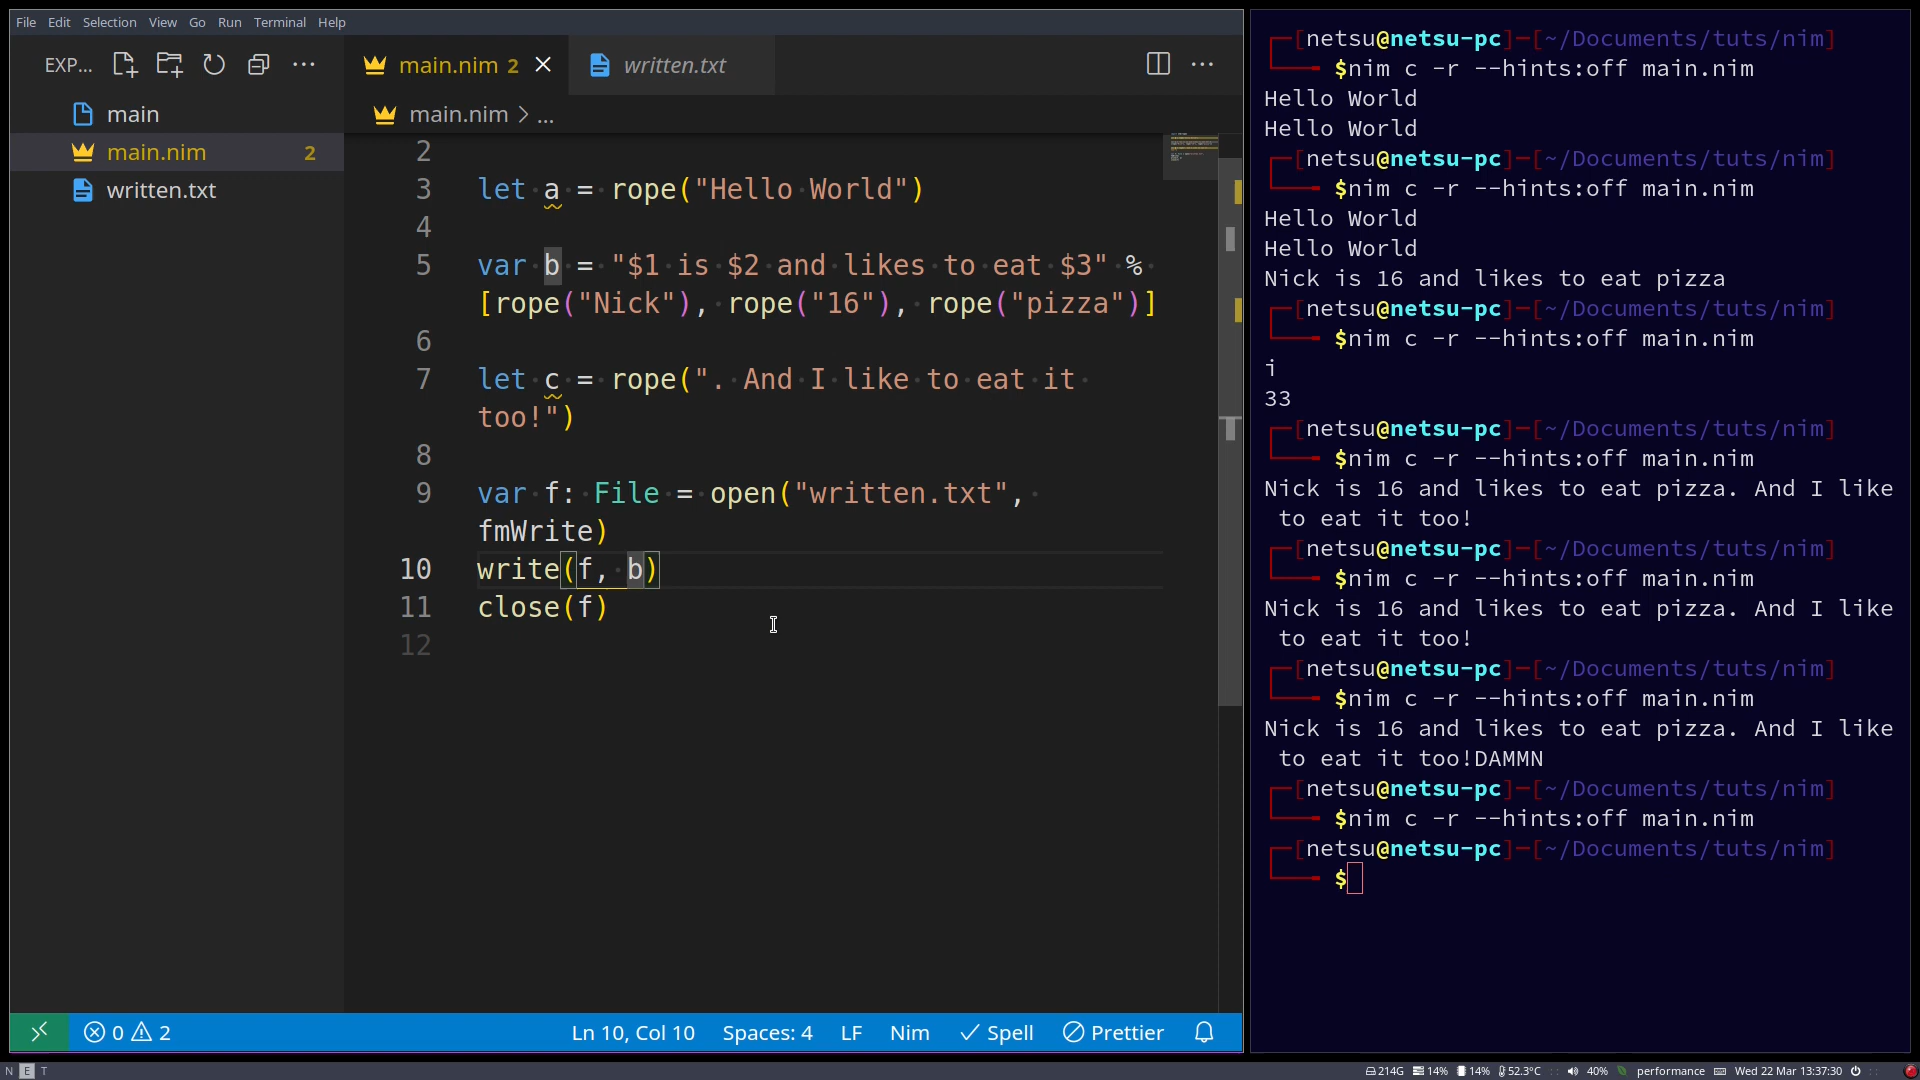 File Edit Selection View Go Run Terminal Help
EXP...
main
main.nim 2
written.txt
main.nim 2
written.txt
main.nim > ...
2
3 let a = rope("Hello World")
4
5 var b = "$1 is $2 and likes to eat $3" %
[rope("Nick"), rope("16"), rope("pizza")]
6
7 let c = rope(". And I like to eat it
too!")
8
9 var f: File = open("written.txt",
fmWrite)
10 write(f, b)
11 close(f)
12
0 2
Ln 10, Col 10 Spaces: 4 LF Nim Spell Prettier
[netsu@netsu-pc]-[~/Documents/tuts/nim]
$nim c -r --hints:off main.nim
Hello World
Hello World
[netsu@netsu-pc]-[~/Documents/tuts/nim]
$nim c -r --hints:off main.nim
Hello World
Hello World
Nick is 16 and likes to eat pizza
[netsu@netsu-pc]-[~/Documents/tuts/nim]
$nim c -r --hints:off main.nim
i
33
[netsu@netsu-pc]-[~/Documents/tuts/nim]
$nim c -r --hints:off main.nim
Nick is 16 and likes to eat pizza. And I like
to eat it too!
[netsu@netsu-pc]-[~/Documents/tuts/nim]
$nim c -r --hints:off main.nim
Nick is 16 and likes to eat pizza. And I like
to eat it too!
[netsu@netsu-pc]-[~/Documents/tuts/nim]
$nim c -r --hints:off main.nim
Nick is 16 and likes to eat pizza. And I like
to eat it too!DAMMN
[netsu@netsu-pc]-[~/Documents/tuts/nim]
$nim c -r --hints:off main.nim
[netsu@netsu-pc]-[~/Documents/tuts/nim]
$
N E T
214G 14% 14% 52.3°C 40% performance Wed 22 Mar 13:37:30